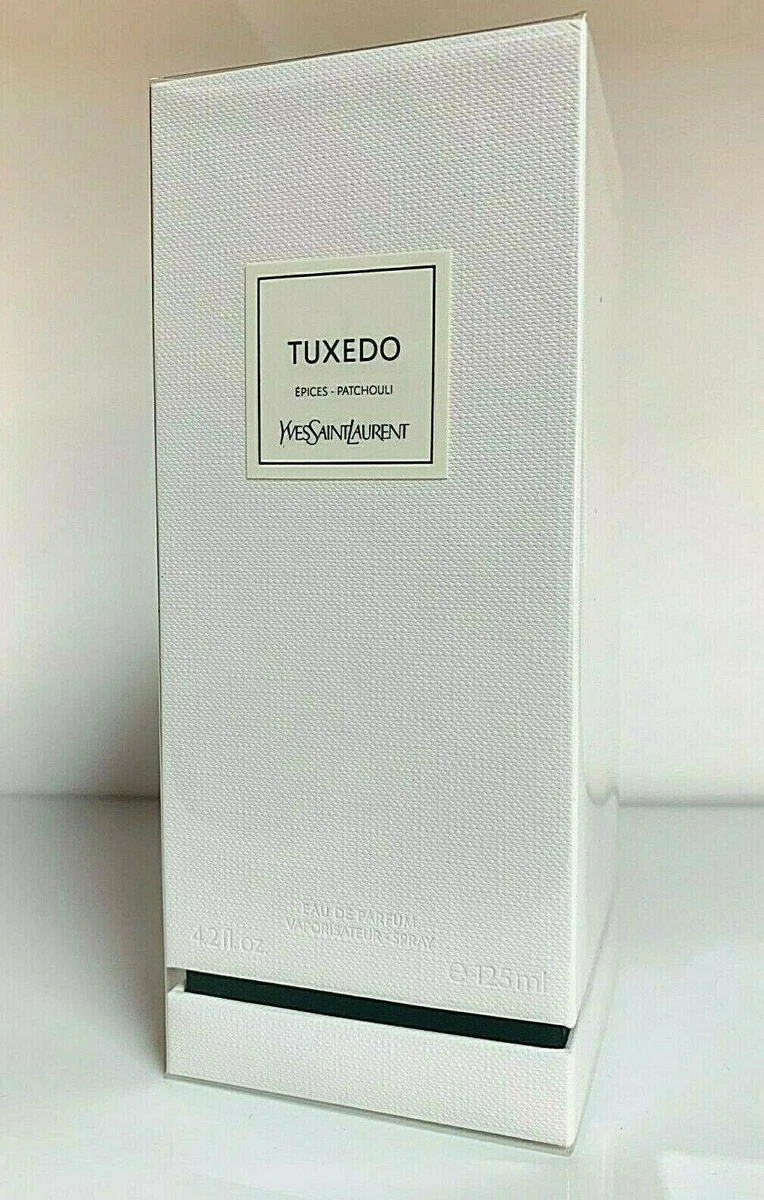 TUXEDO
ÉPICES - PATCHOULI
YVESSAINTLAURENT
EAU DE PARFUM
VAPORISATEUR - SPRAY
4.2 fl. oz.
e 125 ml